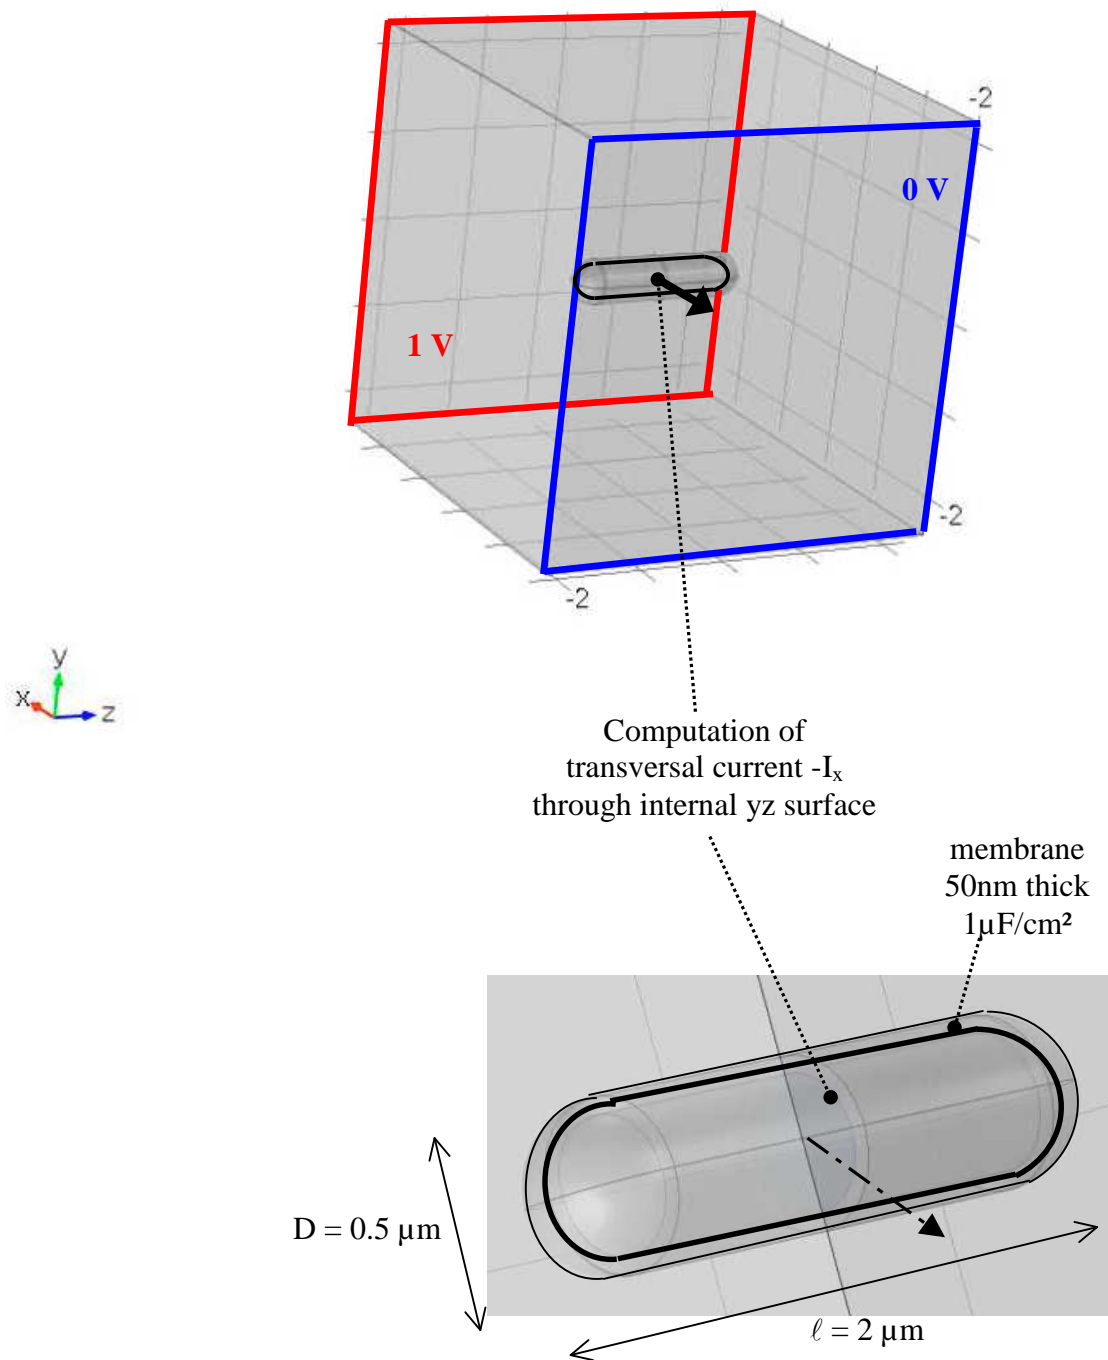 -2
0 V
1 V
-2
-2
y
x
z
Computation of
transversal current -Iₓ
through internal yz surface
membrane
50nm thick
1µF/cm²
D = 0.5 µm
ℓ = 2 µm